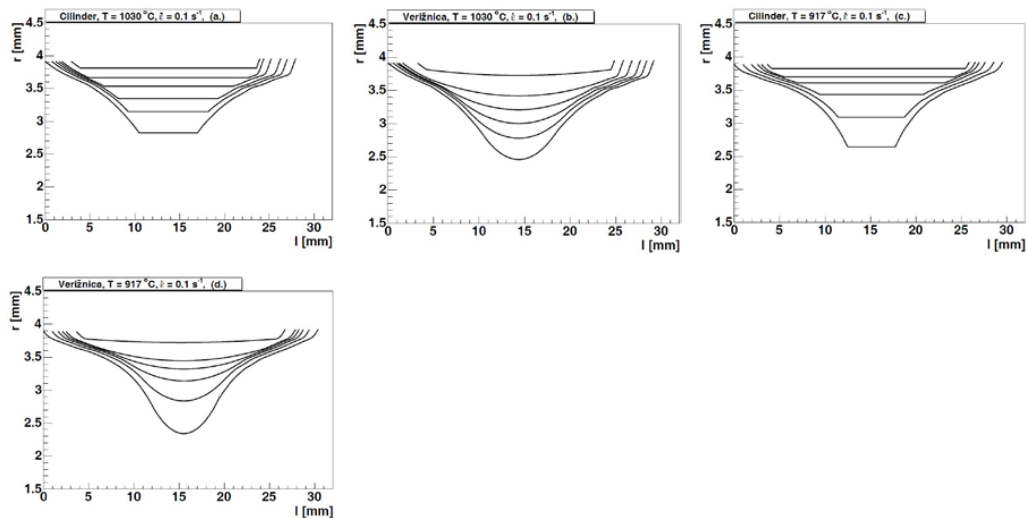 Cilinder, T = 1030 °C, ε̇ = 0.1 s⁻¹, (a.)
r [mm]
4.5
4
3.5
3
2.5
2
1.5
0 5 10 15 20 25 30
l [mm]
Verižnica, T = 1030 °C, ε̇ = 0.1 s⁻¹, (b.)
r [mm]
4.5
4
3.5
3
2.5
2
1.5
0 5 10 15 20 25 30
l [mm]
Cilinder, T = 917 °C, ε̇ = 0.1 s⁻¹, (c.)
r [mm]
4.5
4
3.5
3
2.5
2
1.5
0 5 10 15 20 25 30
l [mm]
Verižnica, T = 917 °C, ε̇ = 0.1 s⁻¹, (d.)
r [mm]
4.5
4
3.5
3
2.5
2
1.5
0 5 10 15 20 25 30
l [mm]